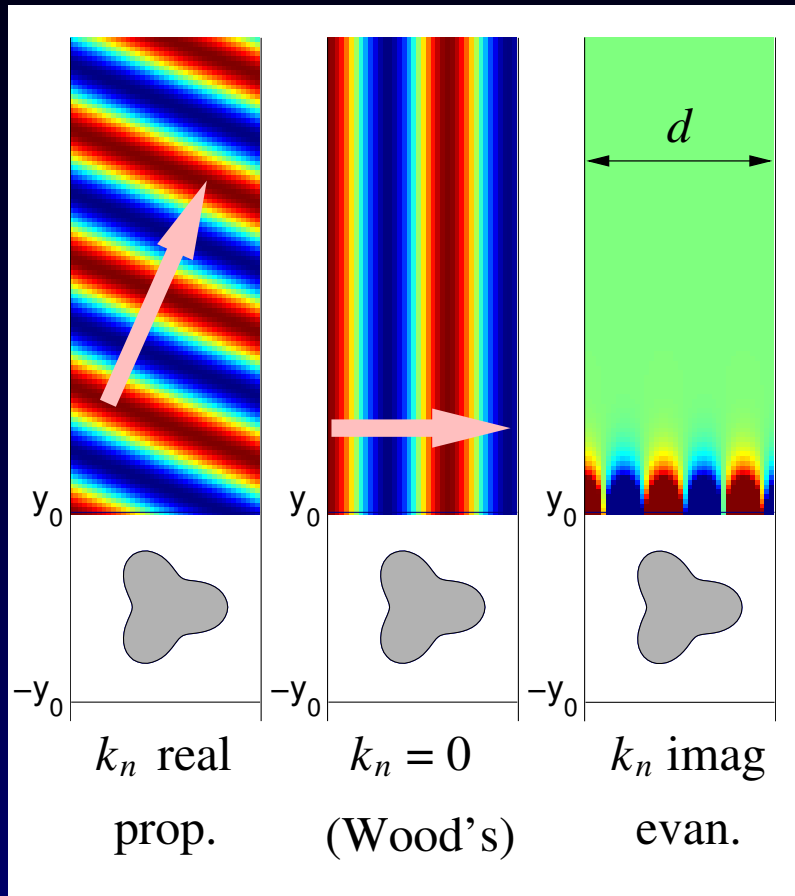 d
y₀ y₀ y₀
−y₀ −y₀ −y₀
kₙ real kₙ = 0 kₙ imag
prop. (Wood's) evan.